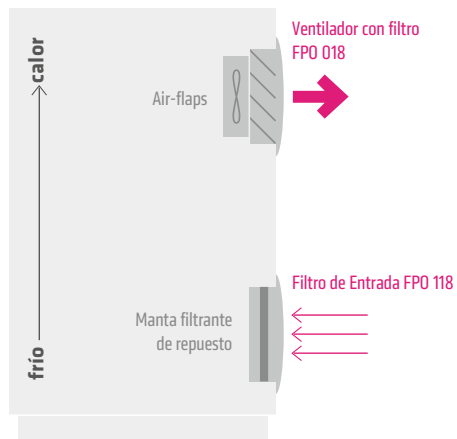 Ventilador con filtro
FPO 018
calor
Air-flaps
Filtro de Entrada FPO 118
Manta filtrante
de repuesto
frío